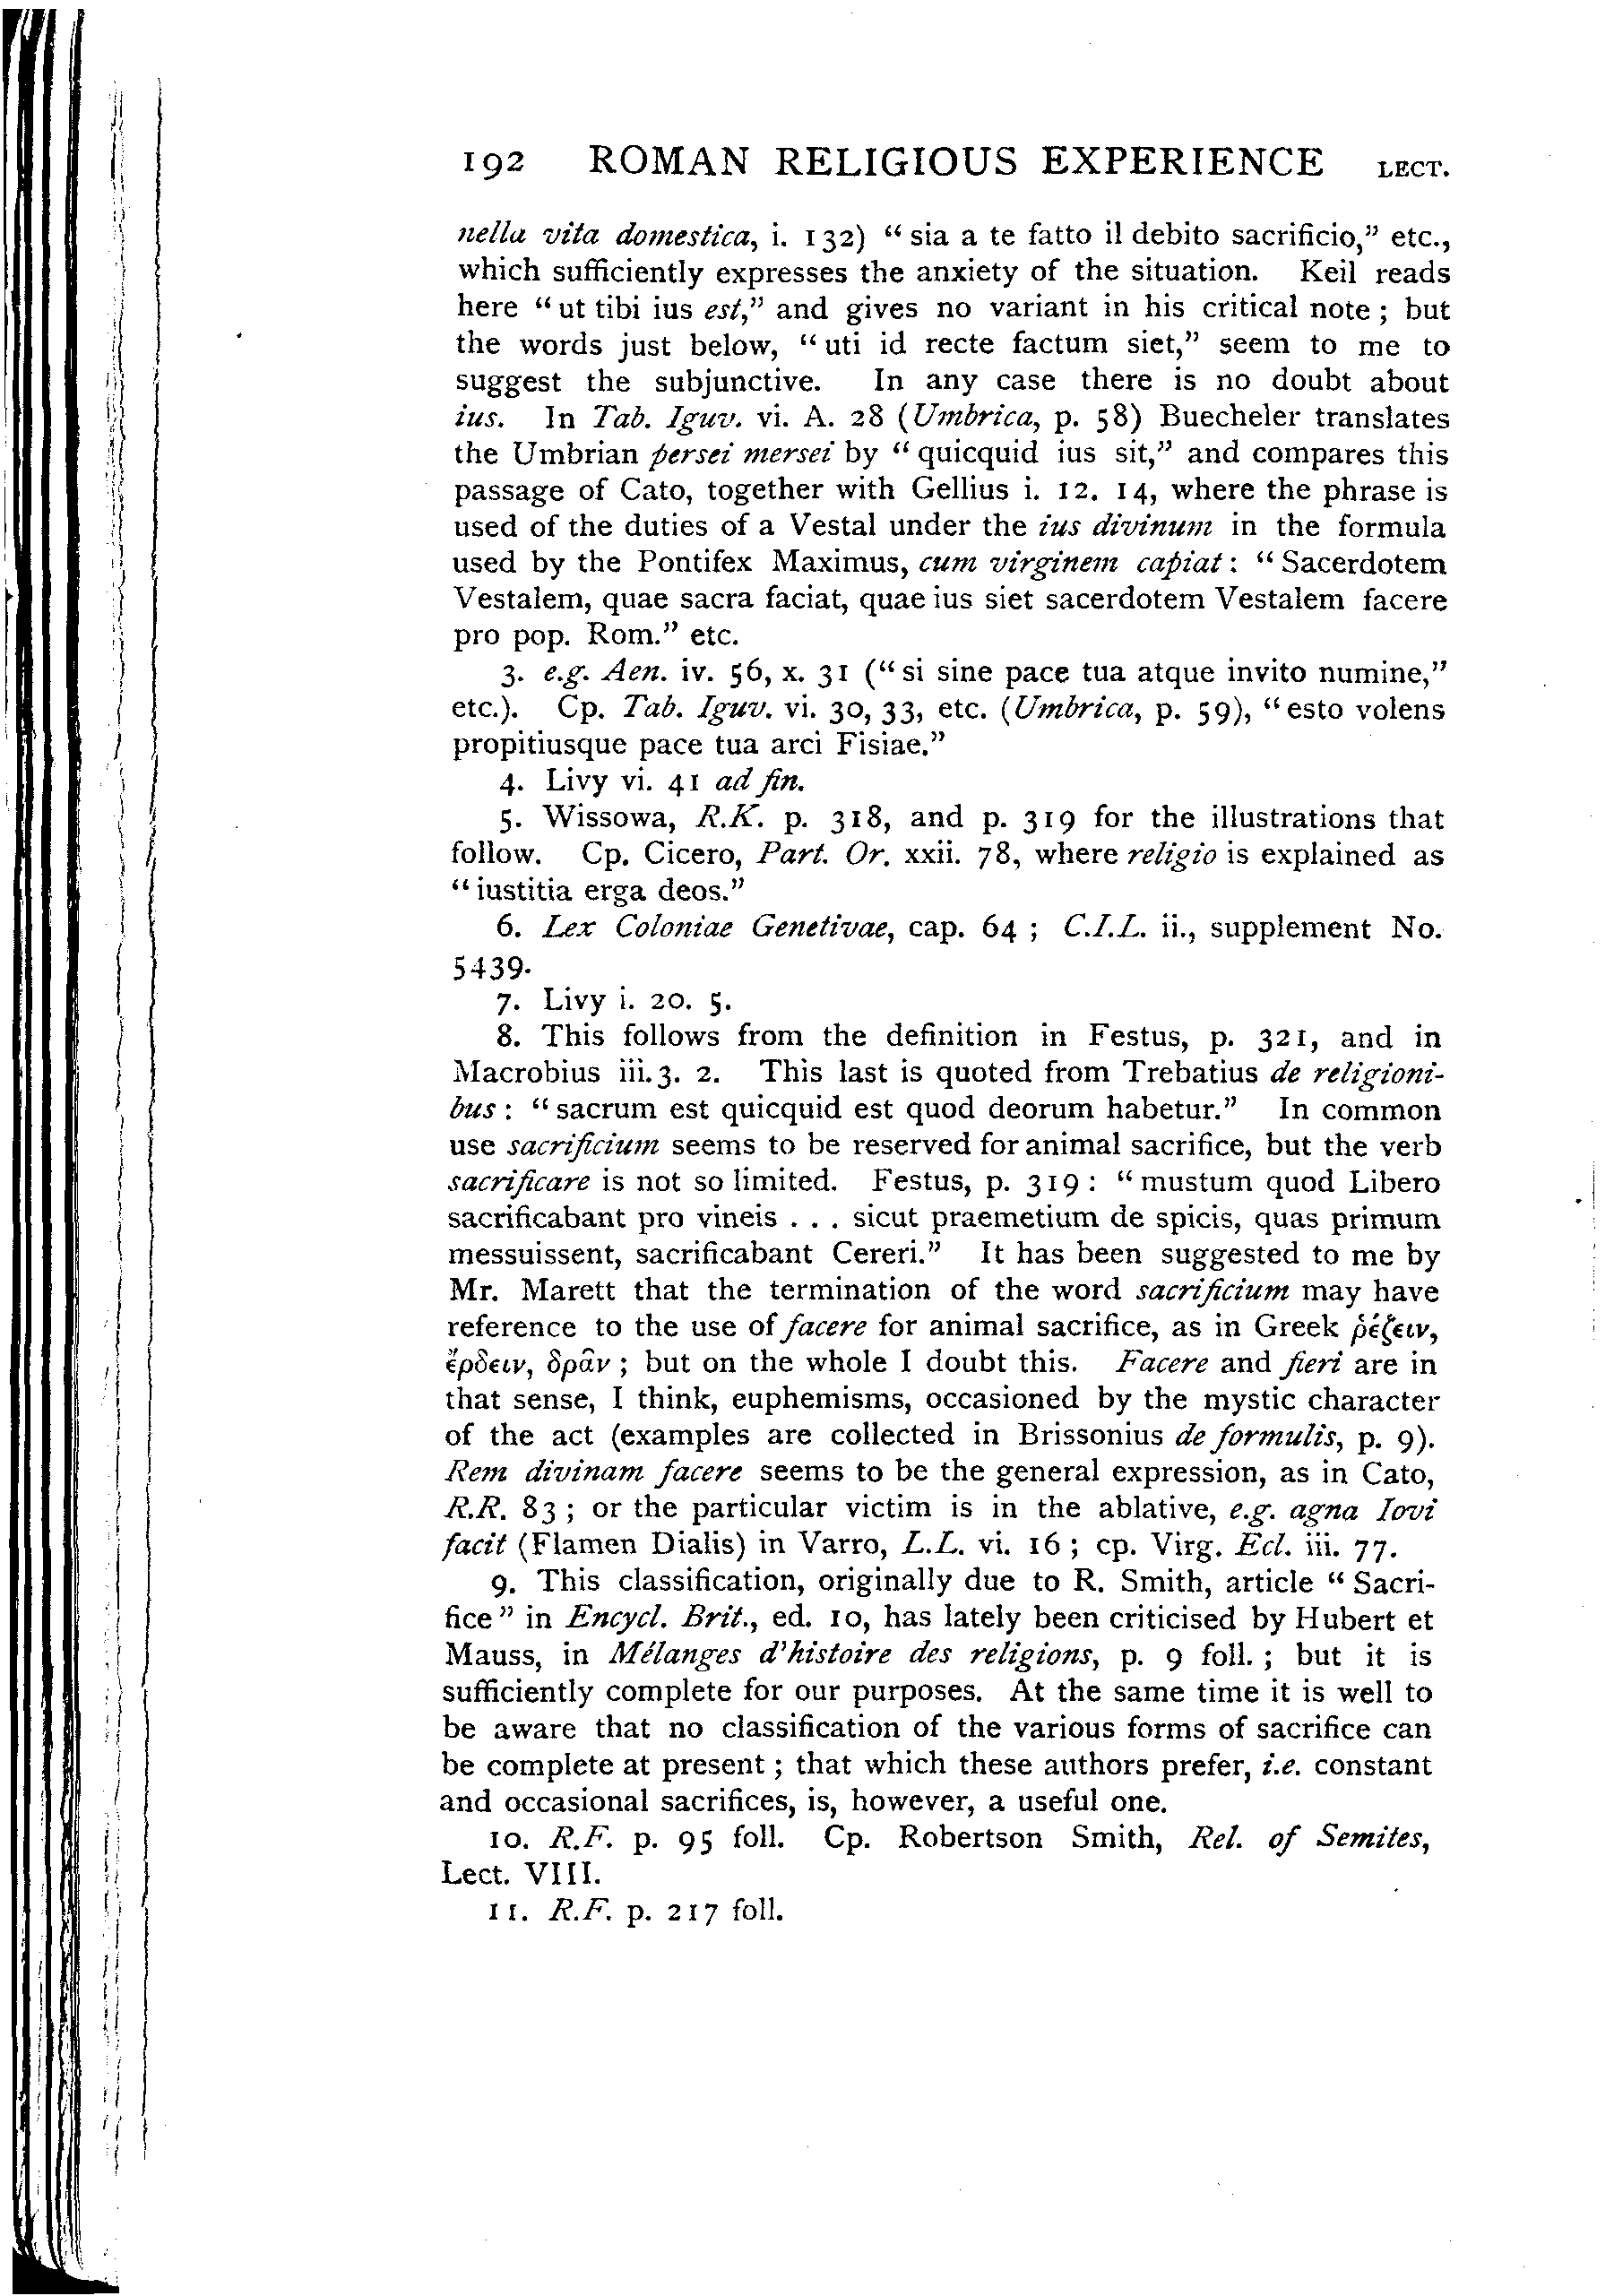 192 ROMAN RELIGIOUS EXPERIENCE LECT.
nella vita domestica, i. 132) “sia a te fatto il debito sacrificio,” etc.,
which sufficiently expresses the anxiety of the situation. Keil reads
here “ut tibi ius est,” and gives no variant in his critical note; but
the words just below, “uti id recte factum siet,” seem to me to
suggest the subjunctive. In any case there is no doubt about
ius. In Tab. Iguv. vi. A. 28 (Umbrica, p. 58) Buecheler translates
the Umbrian persei mersei by “quicquid ius sit,” and compares this
passage of Cato, together with Gellius i. 12. 14, where the phrase is
used of the duties of a Vestal under the ius divinum in the formula
used by the Pontifex Maximus, cum virginem capiat: “Sacerdotem
Vestalem, quae sacra faciat, quae ius siet sacerdotem Vestalem facere
pro pop. Rom.” etc.
3. e.g. Aen. iv. 56, x. 31 (“si sine pace tua atque invito numine,”
etc.). Cp. Tab. Iguv. vi. 30, 33, etc. (Umbrica, p. 59), “esto volens
propitiusque pace tua arci Fisiae.”
4. Livy vi. 41 ad fin.
5. Wissowa, R.K. p. 318, and p. 319 for the illustrations that
follow. Cp. Cicero, Part. Or. xxii. 78, where religio is explained as
“iustitia erga deos.”
6. Lex Coloniae Genetivae, cap. 64; C.I.L. ii., supplement No.
5439.
7. Livy i. 20. 5.
8. This follows from the definition in Festus, p. 321, and in
Macrobius iii. 3. 2. This last is quoted from Trebatius de religioni-
bus: “sacrum est quicquid est quod deorum habetur.” In common
use sacrificium seems to be reserved for animal sacrifice, but the verb
sacrificare is not so limited. Festus, p. 319: “mustum quod Libero
sacrificabant pro vineis . . . sicut praemetium de spicis, quas primum
messuissent, sacrificabant Cereri.” It has been suggested to me by
Mr. Marett that the termination of the word sacrificium may have
reference to the use of facere for animal sacrifice, as in Greek ῥέζειν,
ἔρδειν, δρᾶν; but on the whole I doubt this. Facere and fieri are in
that sense, I think, euphemisms, occasioned by the mystic character
of the act (examples are collected in Brissonius de formulis, p. 9).
Rem divinam facere seems to be the general expression, as in Cato,
R.R. 83; or the particular victim is in the ablative, e.g. agna Iovi
facit (Flamen Dialis) in Varro, L.L. vi. 16; cp. Virg. Ecl. iii. 77.
9. This classification, originally due to R. Smith, article “Sacri-
fice” in Encycl. Brit., ed. 10, has lately been criticised by Hubert et
Mauss, in Mélanges d'histoire des religions, p. 9 foll.; but it is
sufficiently complete for our purposes. At the same time it is well to
be aware that no classification of the various forms of sacrifice can
be complete at present; that which these authors prefer, i.e. constant
and occasional sacrifices, is, however, a useful one.
10. R.F. p. 95 foll. Cp. Robertson Smith, Rel. of Semites,
Lect. VIII.
11. R.F. p. 217 foll.